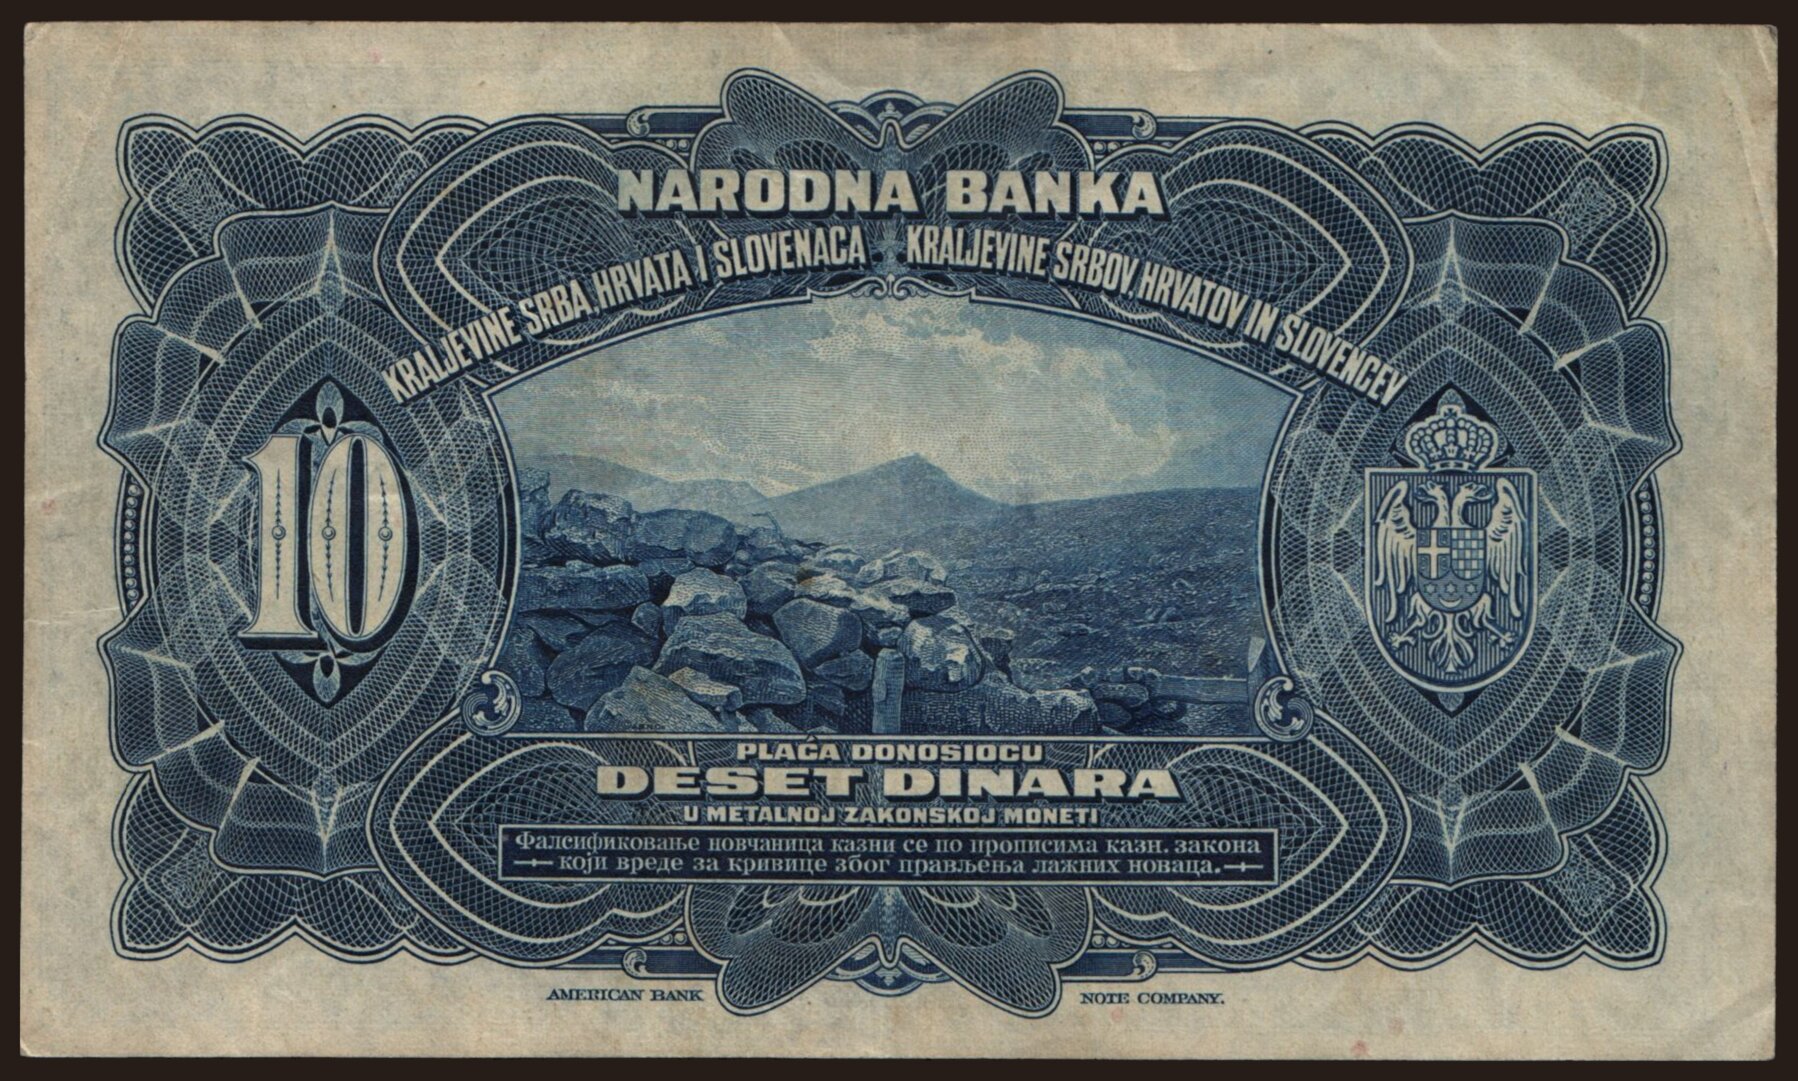 NARODNA BANKA
KRALJEVINE SRBA, HRVATA I SLOVENACA KRALJEVINE SRBOV, HRVATOV IN SLOVENCEV
10
PLAĆA DONOSIOCU
DESET DINARA
U METALNOJ ZAKONSKOJ MONETI
Фалсификовање новчаница казни се по прописима казн. закона
који вреде за кривице због прављења лажних новаца.
AMERICAN BANK NOTE COMPANY.